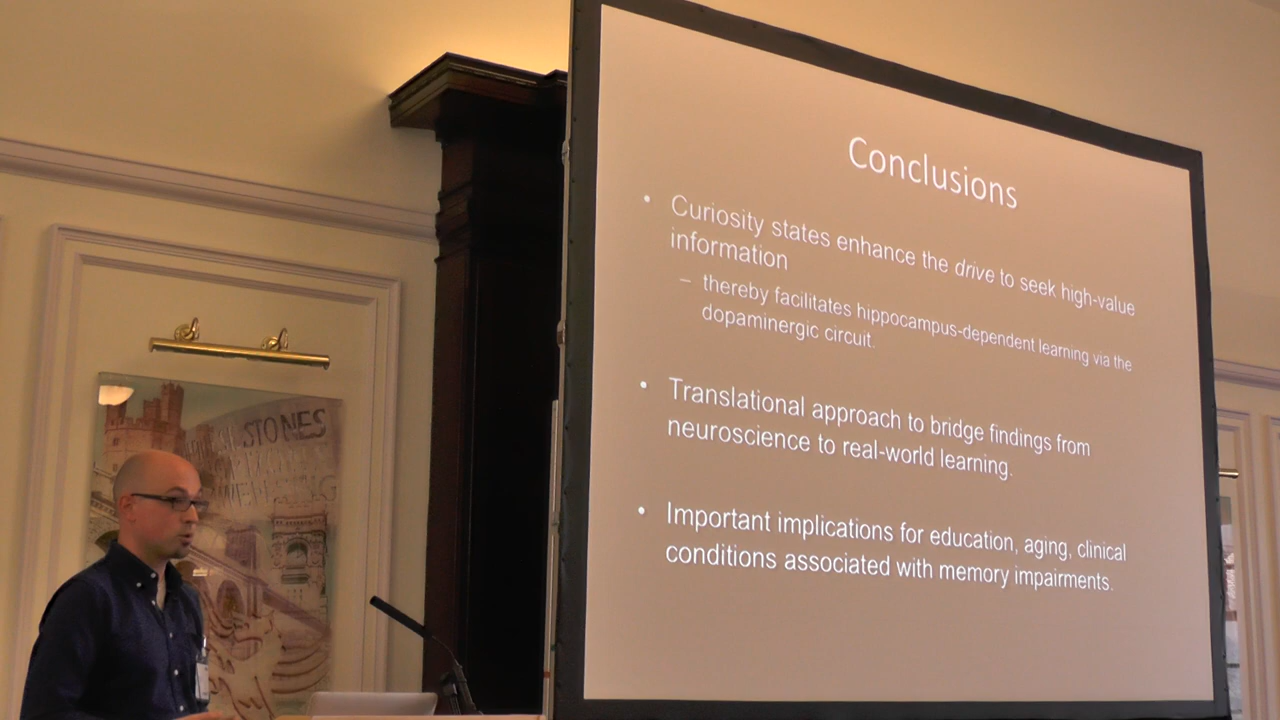 Conclusions
• Curiosity states enhance the drive to seek high-value
information
– thereby facilitates hippocampus-dependent learning via the
dopaminergic circuit.
• Translational approach to bridge findings from
neuroscience to real-world learning.
• Important implications for education, aging, clinical
conditions associated with memory impairments.
STONES